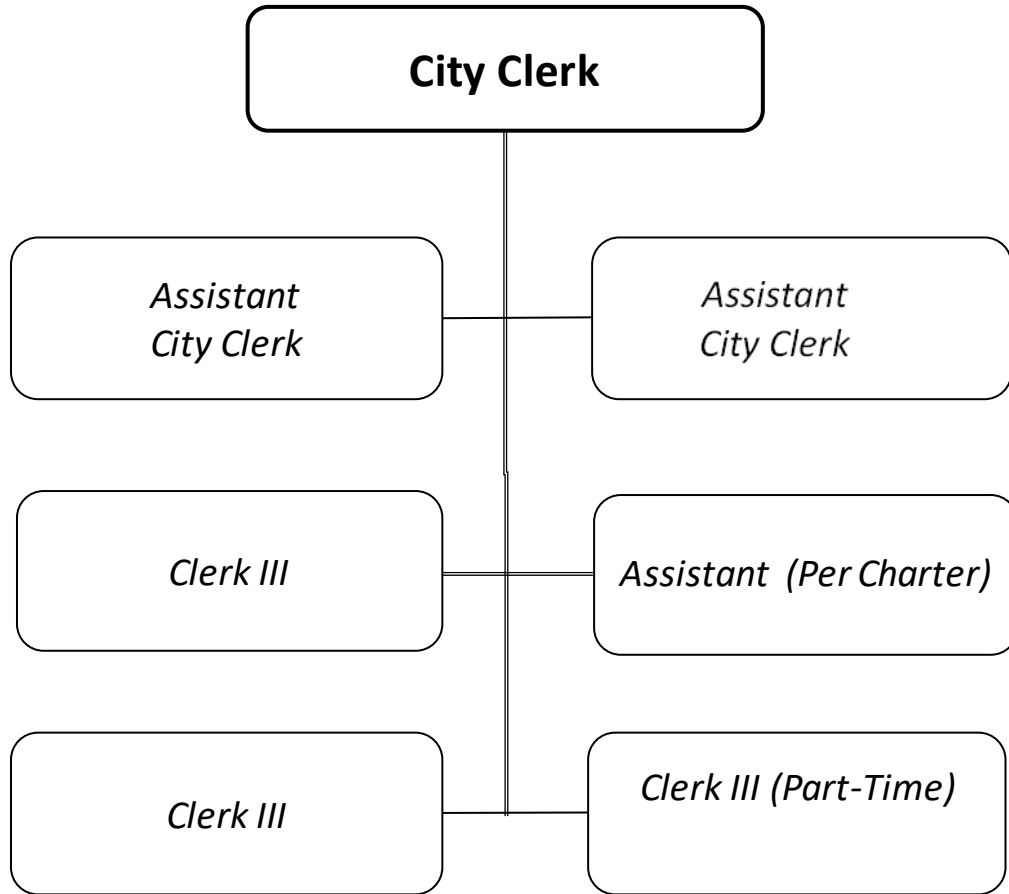 City Clerk
Assistant
City Clerk
Assistant
City Clerk
Clerk III
Assistant (Per Charter)
Clerk III
Clerk III (Part-Time)